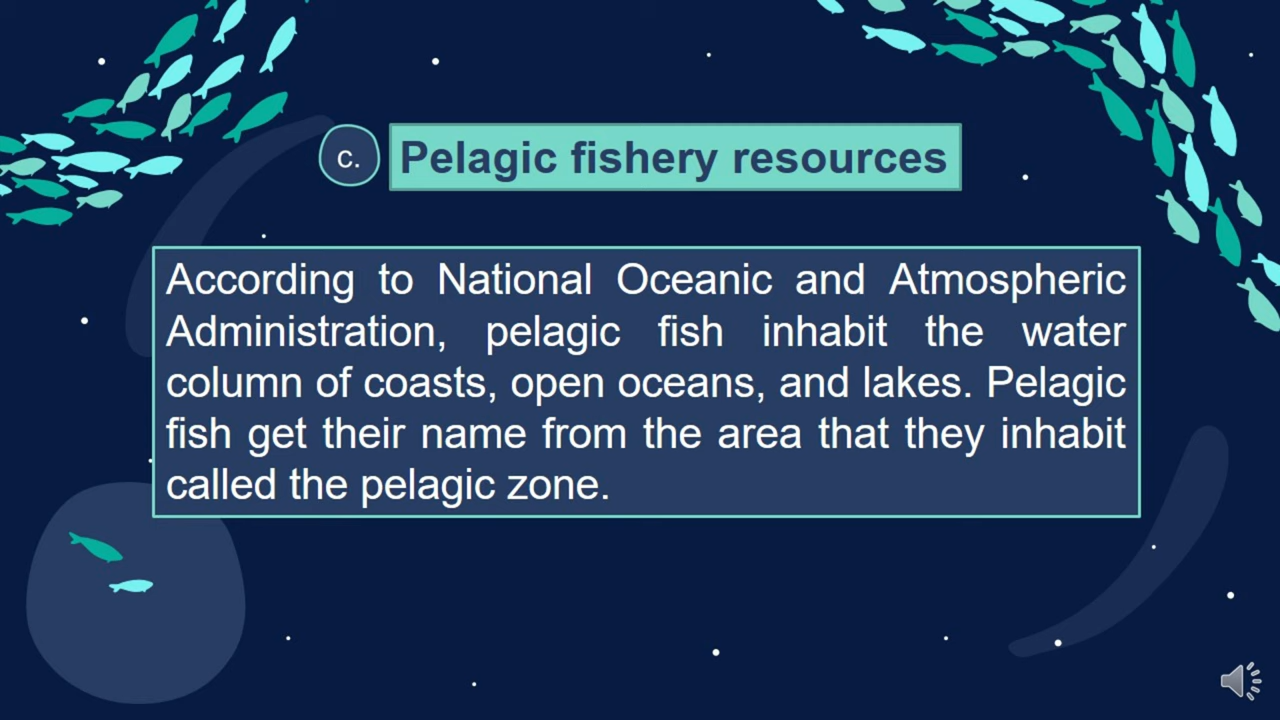 c. Pelagic fishery resources
According to National Oceanic and Atmospheric
Administration, pelagic fish inhabit the water
column of coasts, open oceans, and lakes. Pelagic
fish get their name from the area that they inhabit
called the pelagic zone.